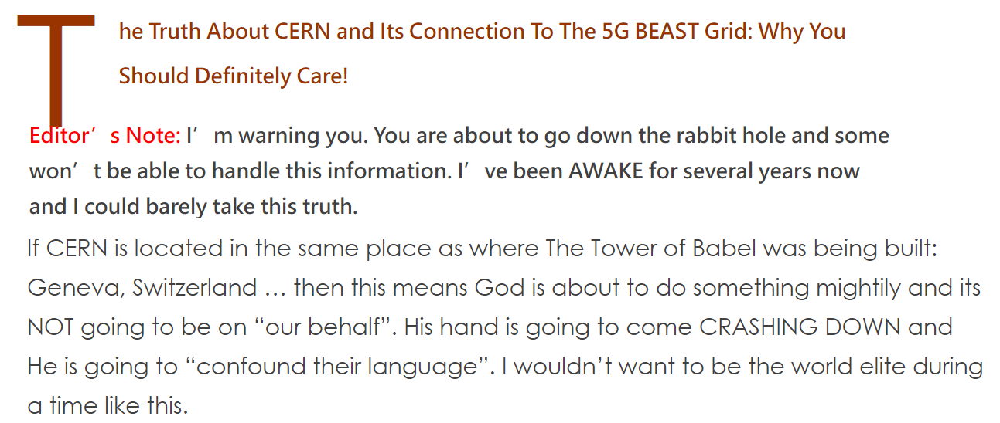 The Truth About CERN and Its Connection To The 5G BEAST Grid: Why You
Should Definitely Care!
Editor’s Note: I’m warning you. You are about to go down the rabbit hole and some
won’t be able to handle this information. I’ve been AWAKE for several years now
and I could barely take this truth.
If CERN is located in the same place as where The Tower of Babel was being built:
Geneva, Switzerland … then this means God is about to do something mightily and its
NOT going to be on “our behalf”. His hand is going to come CRASHING DOWN and
He is going to “confound their language”. I wouldn’t want to be the world elite during
a time like this.